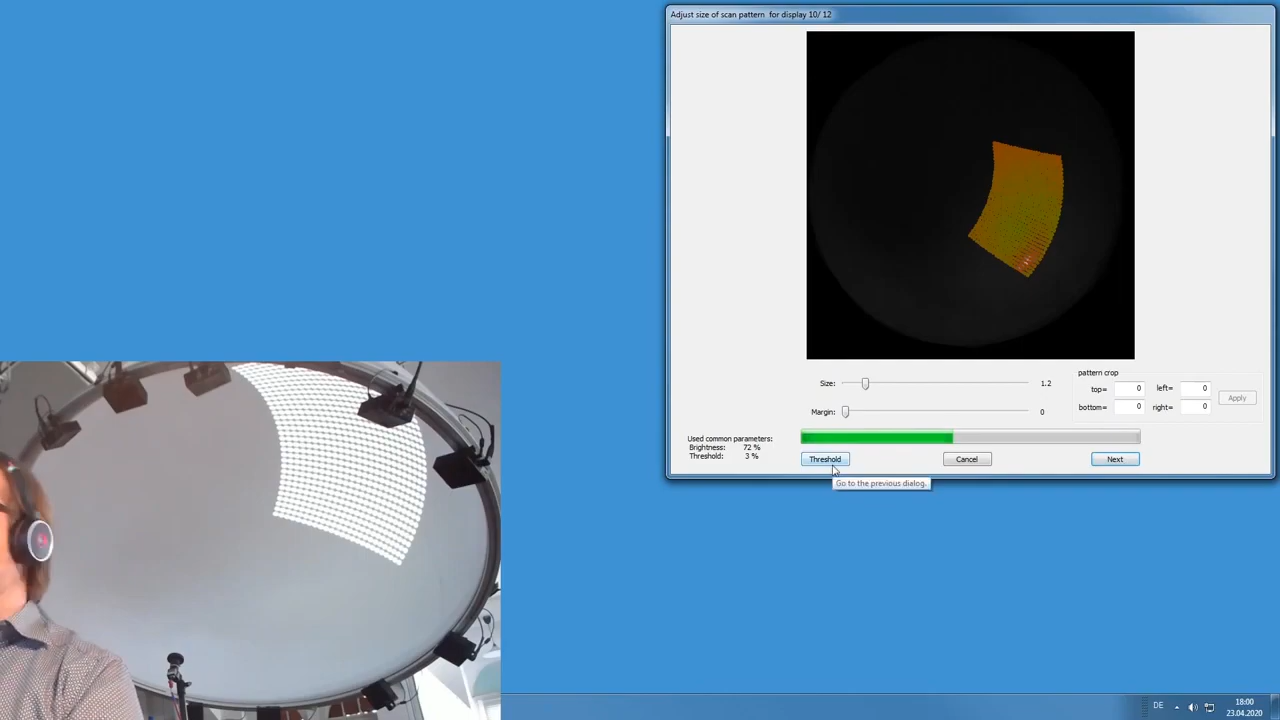 Adjust size of scan pattern for display 10/ 12
Size:
1.2
Margin:
0
pattern crop
top=
0
left=
0
bottom=
0
right=
0
Apply
Used common parameters:
Brightness: 72 %
Threshold: 3 %
Threshold
Cancel
Next
Go to the previous dialog.
DE
18:00
23.04.2020